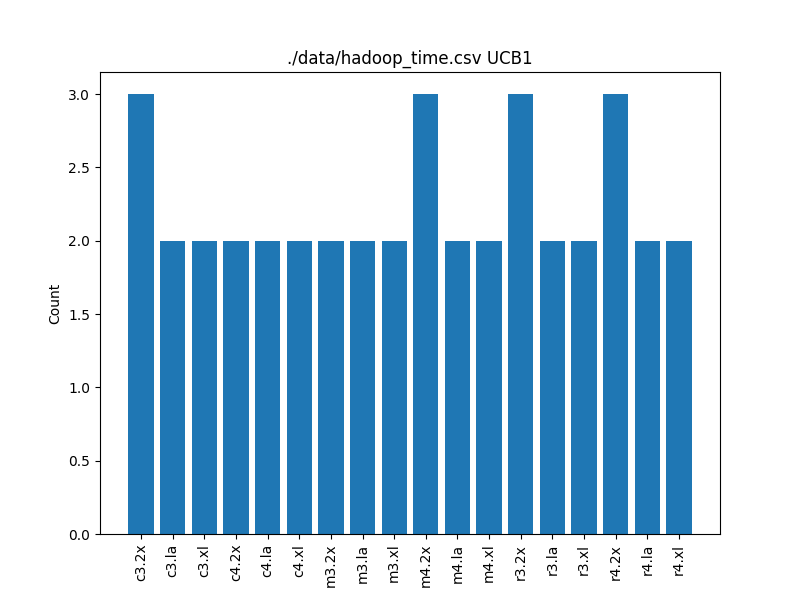 ./data/hadoop_time.csv UCB1
3.0
2.5
2.0
1.5
1.0
0.5
0.0
Count
c3.2x
c3.la
c3.xl
c4.2x
c4.la
c4.xl
m3.2x
m3.la
m3.xl
m4.2x
m4.la
m4.xl
r3.2x
r3.la
r3.xl
r4.2x
r4.la
r4.xl